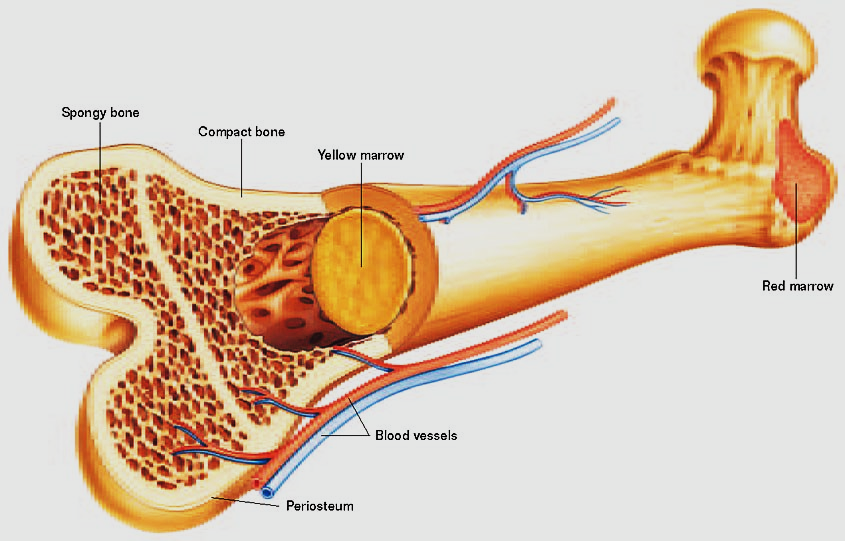 Spongy bone
Compact bone
Yellow marrow
Red marrow
Blood vessels
Periosteum